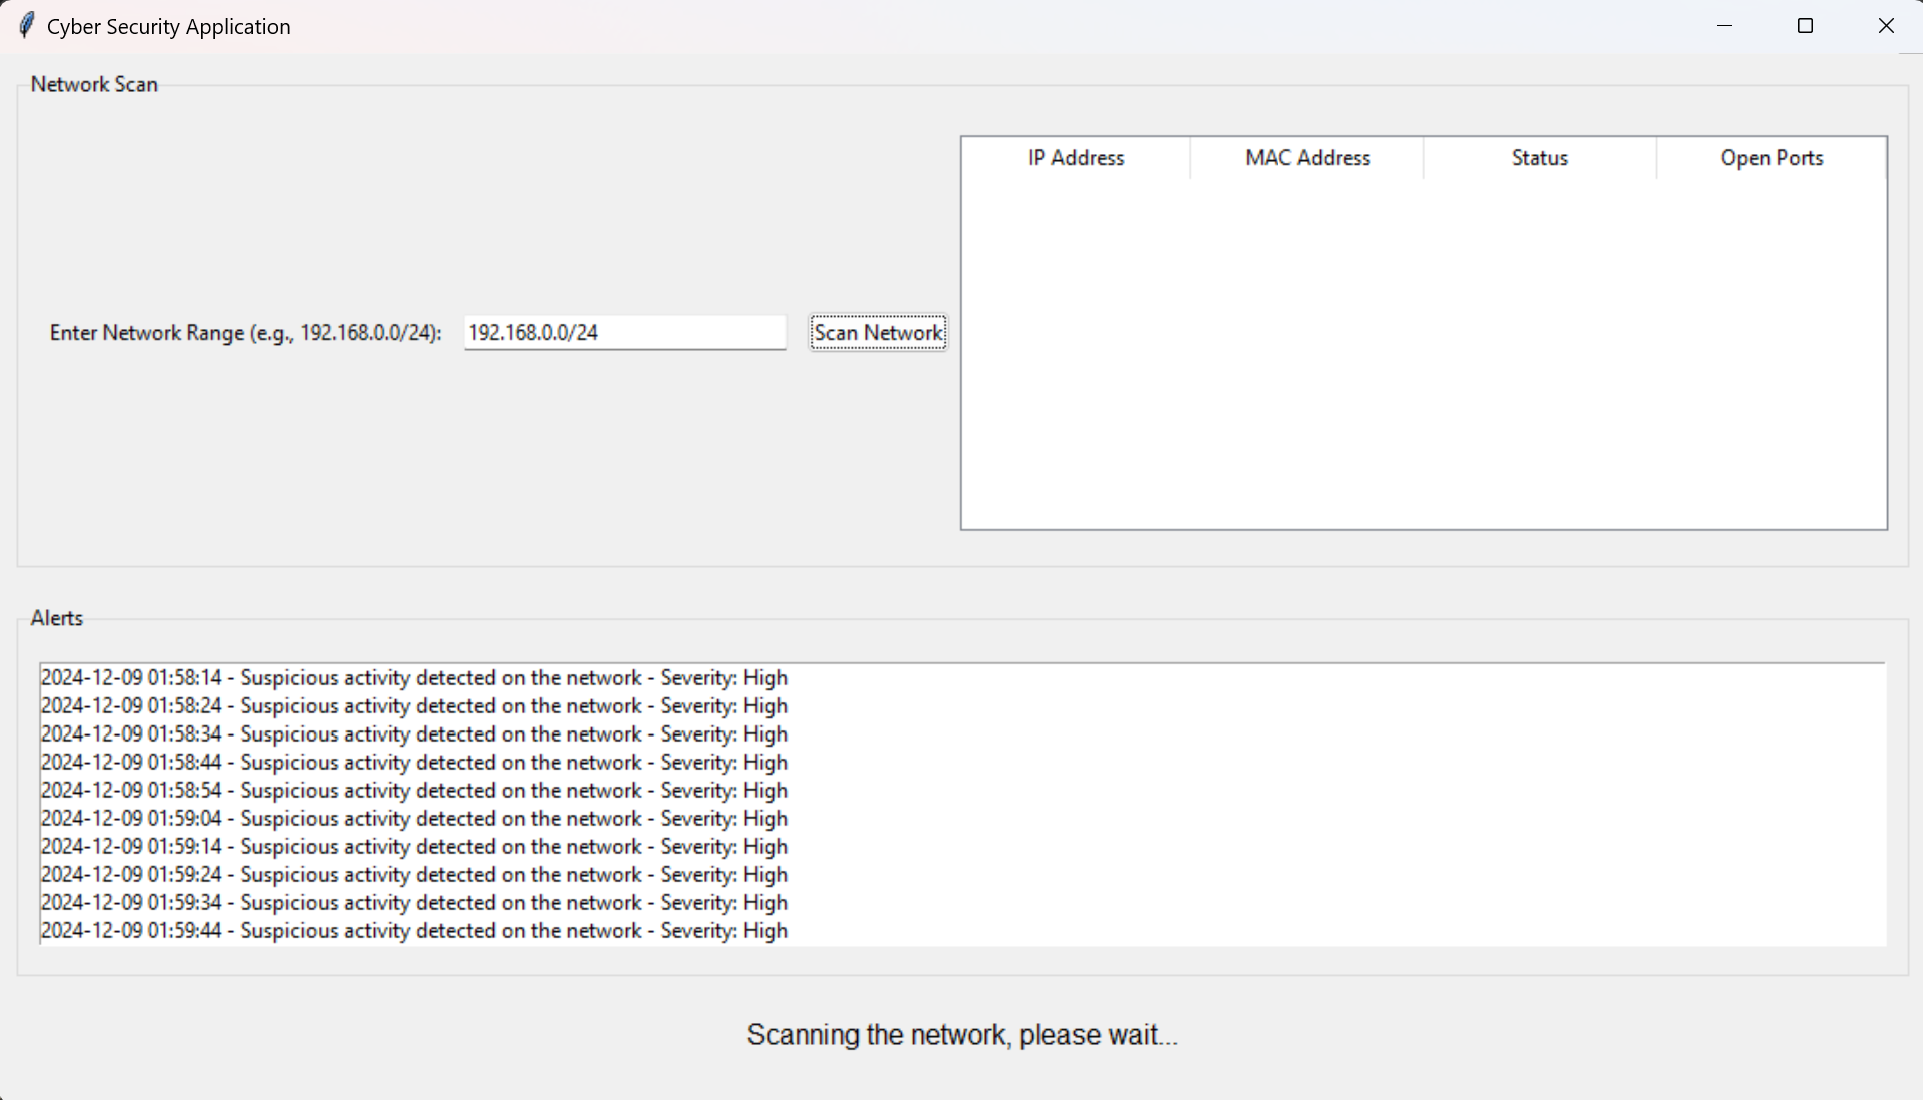 Cyber Security Application
Network Scan
IP Address MAC Address Status Open Ports
Enter Network Range (e.g., 192.168.0.0/24): 192.168.0.0/24 Scan Network
Alerts
2024-12-09 01:58:14 - Suspicious activity detected on the network - Severity: High
2024-12-09 01:58:24 - Suspicious activity detected on the network - Severity: High
2024-12-09 01:58:34 - Suspicious activity detected on the network - Severity: High
2024-12-09 01:58:44 - Suspicious activity detected on the network - Severity: High
2024-12-09 01:58:54 - Suspicious activity detected on the network - Severity: High
2024-12-09 01:59:04 - Suspicious activity detected on the network - Severity: High
2024-12-09 01:59:14 - Suspicious activity detected on the network - Severity: High
2024-12-09 01:59:24 - Suspicious activity detected on the network - Severity: High
2024-12-09 01:59:34 - Suspicious activity detected on the network - Severity: High
2024-12-09 01:59:44 - Suspicious activity detected on the network - Severity: High
Scanning the network, please wait...